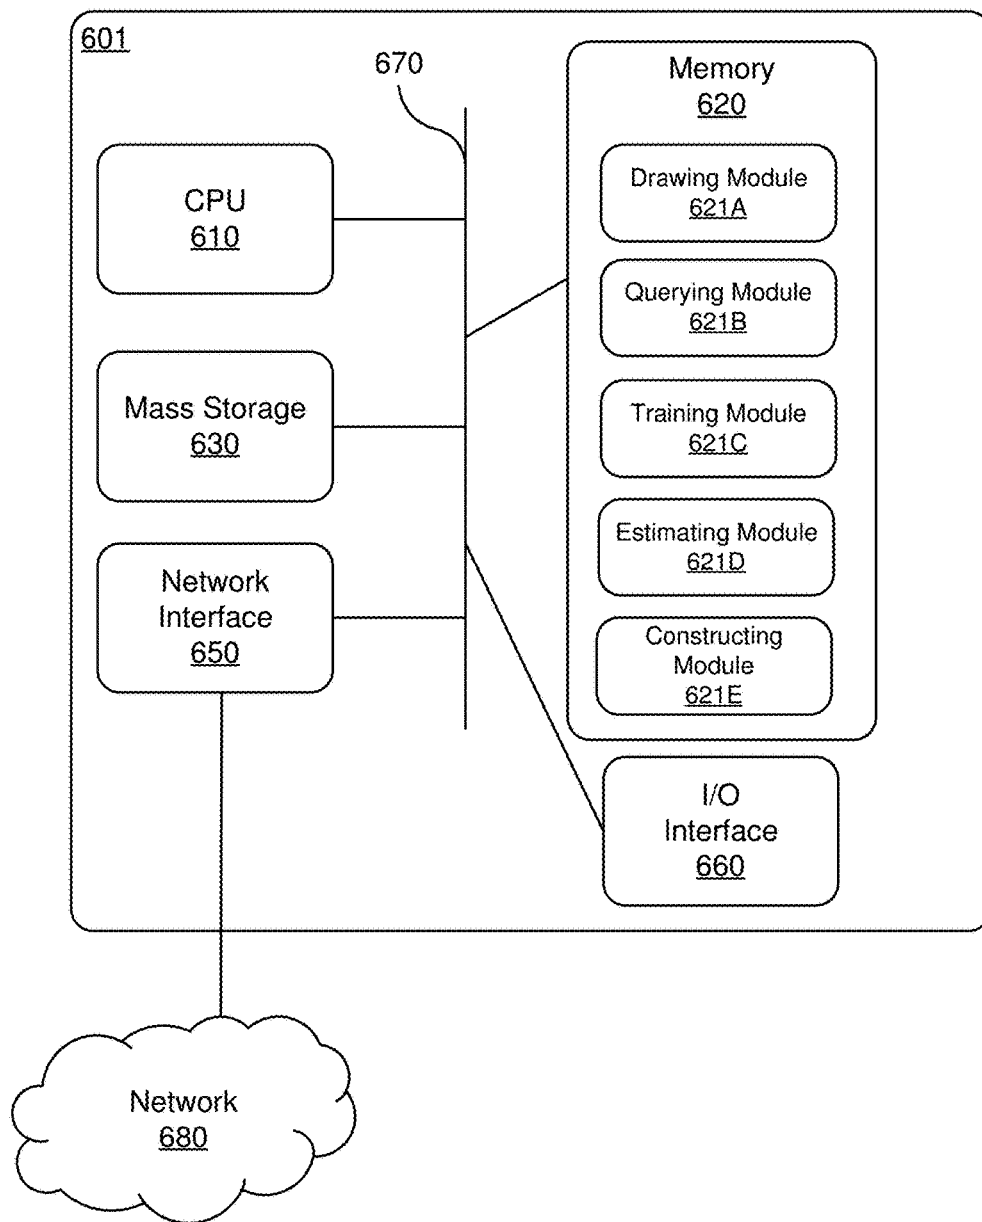 601
670
CPU
610
Mass Storage
630
Network
Interface
650
Memory
620
Drawing Module
621A
Querying Module
621B
Training Module
621C
Estimating Module
621D
Constructing
Module
621E
I/O
Interface
660
Network
680